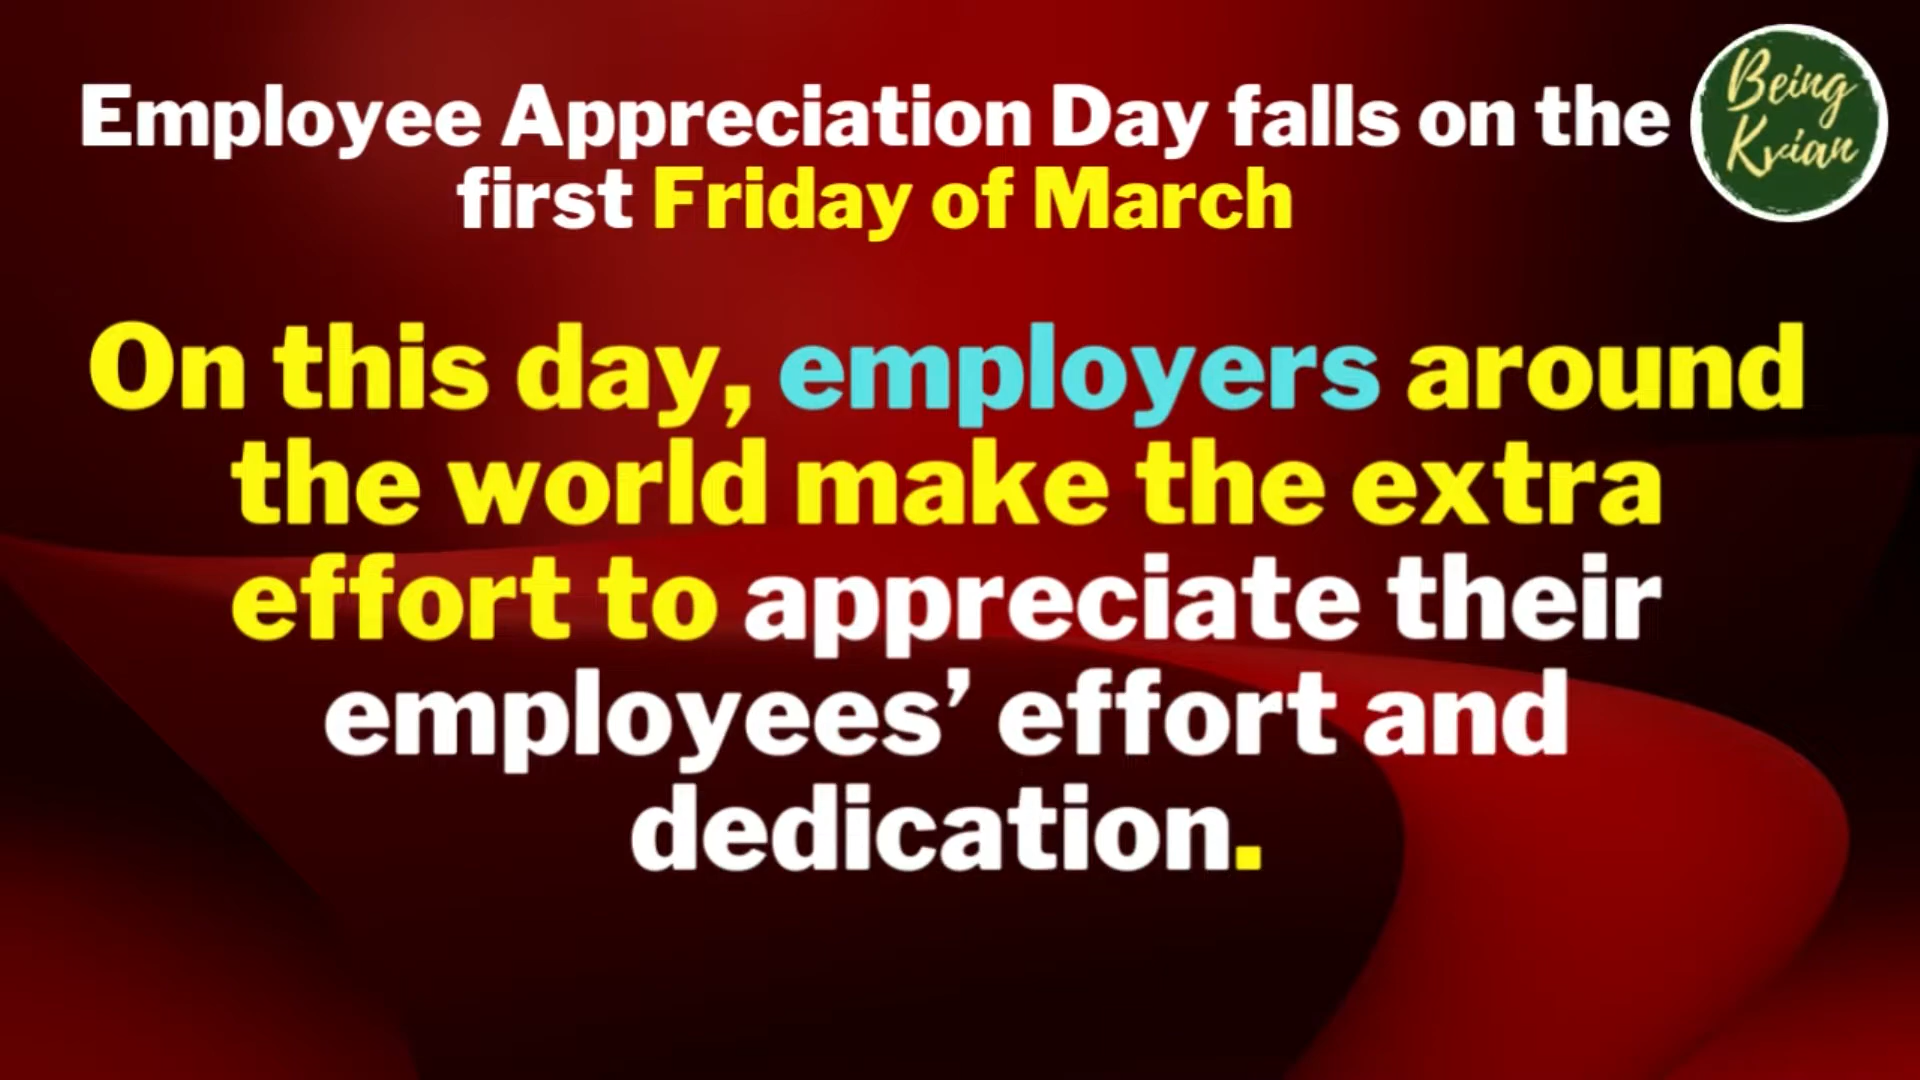 Employee Appreciation Day falls on the
first Friday of March
Being
Kvian
On this day, employers around
the world make the extra
effort to appreciate their
employees’ effort and
dedication.